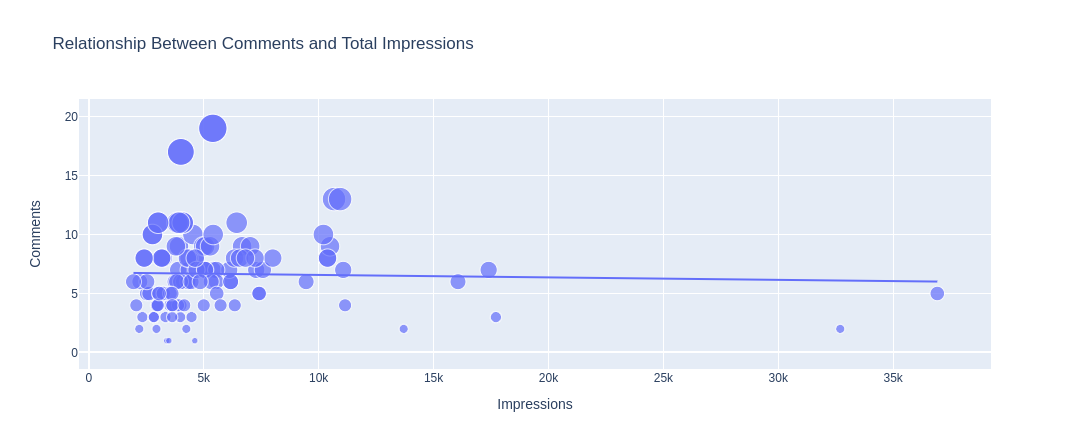 Relationship Between Comments and Total Impressions
20
15
10
5
0
Comments
0
5k
10k
15k
20k
25k
30k
35k
Impressions